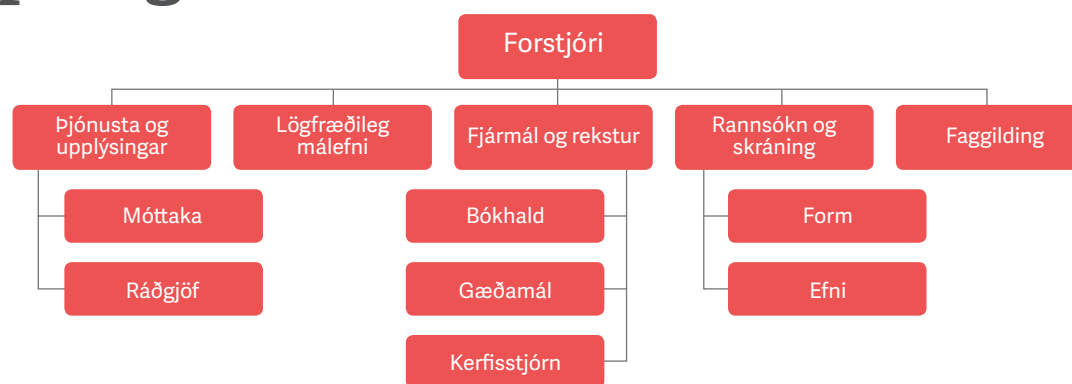 Forstjóri
Þjónusta og
upplýsingar
Lögfræðileg
málefni
Fjármál og rekstur
Rannsókn og
skráning
Faggilding
Móttaka
Ráðgjöf
Bókhald
Gæðamál
Kerfisstjórn
Form
Efni